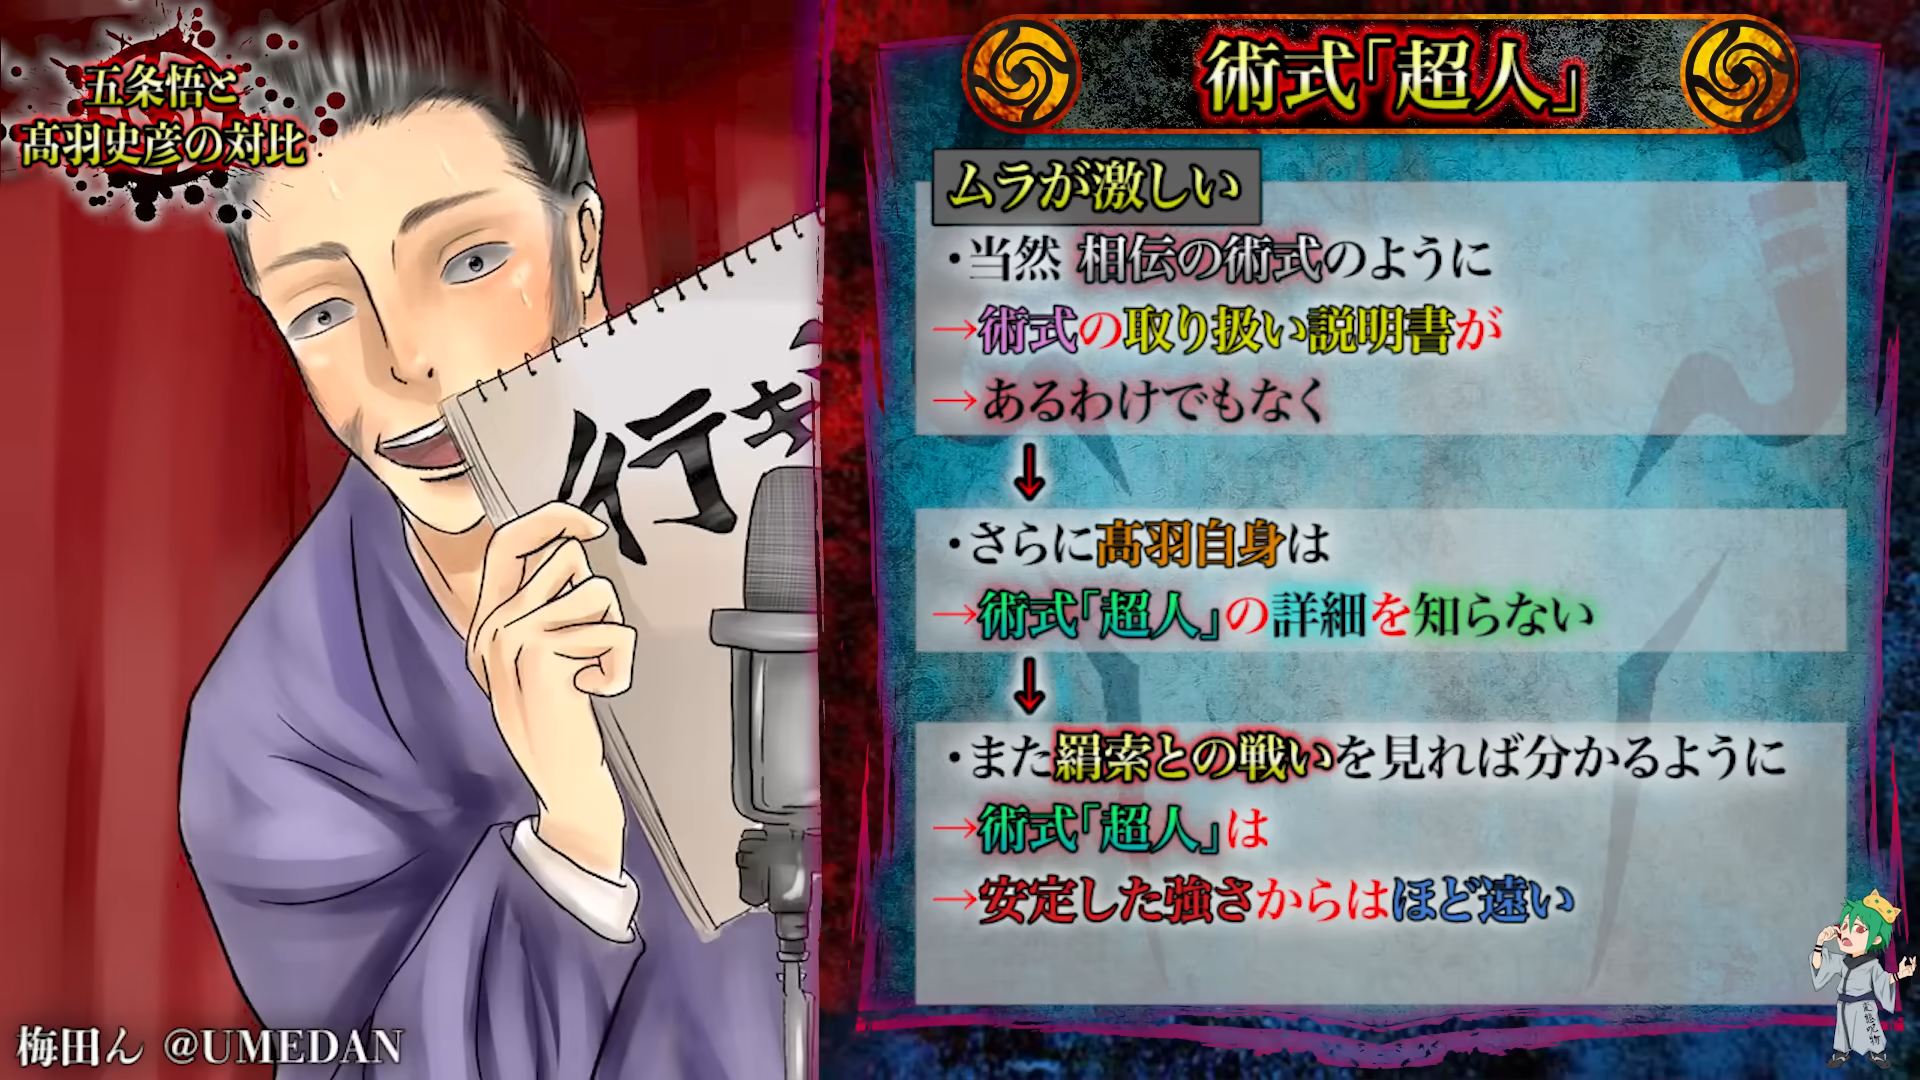 五条悟と
髙羽史彦の対比
行き
梅田ん @UMEDAN
術式「超人」
ムラが激しい
・当然 相伝の術式のように
→術式の取り扱い説明書が
→あるわけでもなく
↓
・さらに髙羽自身は
→術式「超人」の詳細を知らない
↓
・また羂索との戦いを見れば分かるように
→術式「超人」は
→安定した強さからはほど遠い